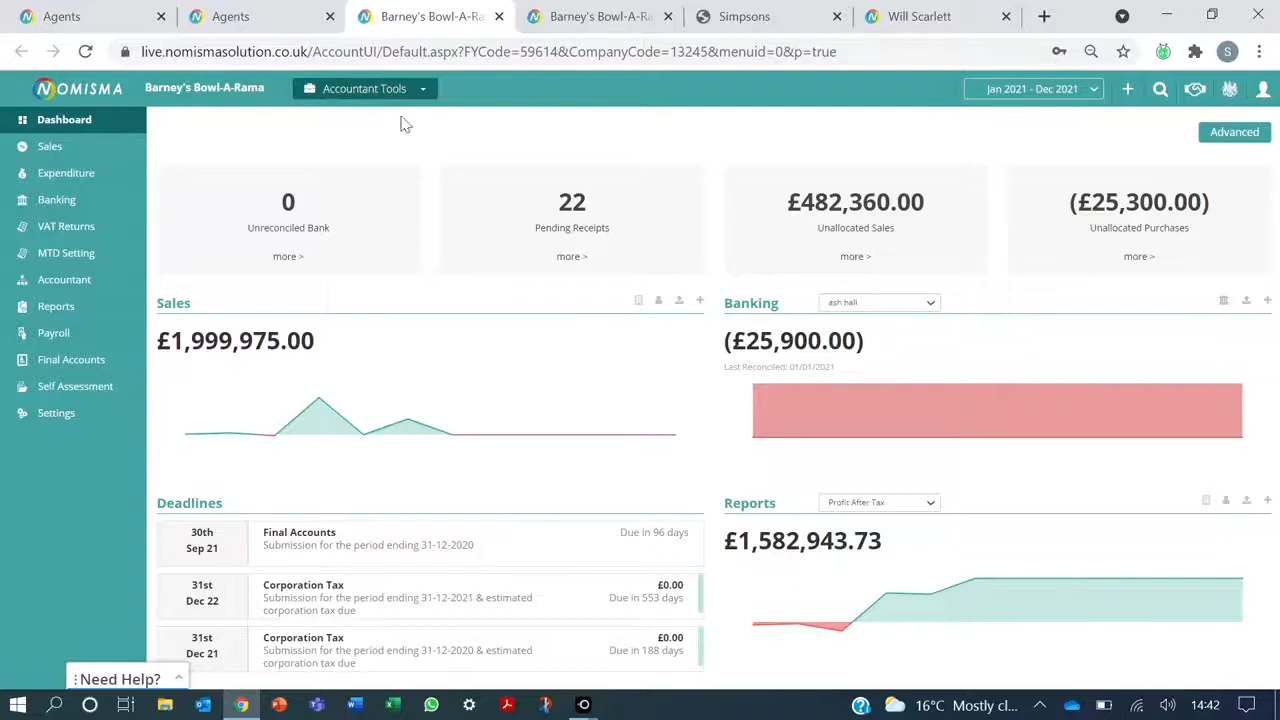 Agents
Agents
Barney's Bowl-A-Ra
Barney's Bowl-A-Ra
Simpsons
Will Scarlett
live.nomismasolution.co.uk/AccountUI/Default.aspx?FYCode=59614&CompanyCode=13245&menuid=0&p=true
S
NOMISMA
Barney's Bowl-A-Rama
Accountant Tools
Jan 2021 - Dec 2021
Dashboard
Sales
Expenditure
Banking
VAT Returns
MTD Setting
Accountant
Reports
Payroll
Final Accounts
Self Assessment
Settings
Advanced
0
Unreconciled Bank
more >
22
Pending Receipts
more >
£482,360.00
Unallocated Sales
more >
(£25,300.00)
Unallocated Purchases
more >
Sales
£1,999,975.00
Banking
ash hall
(£25,900.00)
Last Reconciled: 01/01/2021
Deadlines
30th
Sep 21
Final Accounts
Due in 96 days
Submission for the period ending 31-12-2020
31st
Dec 22
Corporation Tax
£0.00
Submission for the period ending 31-12-2021 & estimated
corporation tax due
Due in 553 days
31st
Dec 21
Corporation Tax
£0.00
Submission for the period ending 31-12-2020 & estimated
corporation tax due
Due in 188 days
Reports
Profit After Tax
£1,582,943.73
Need Help?
16°C Mostly cl...
14:42